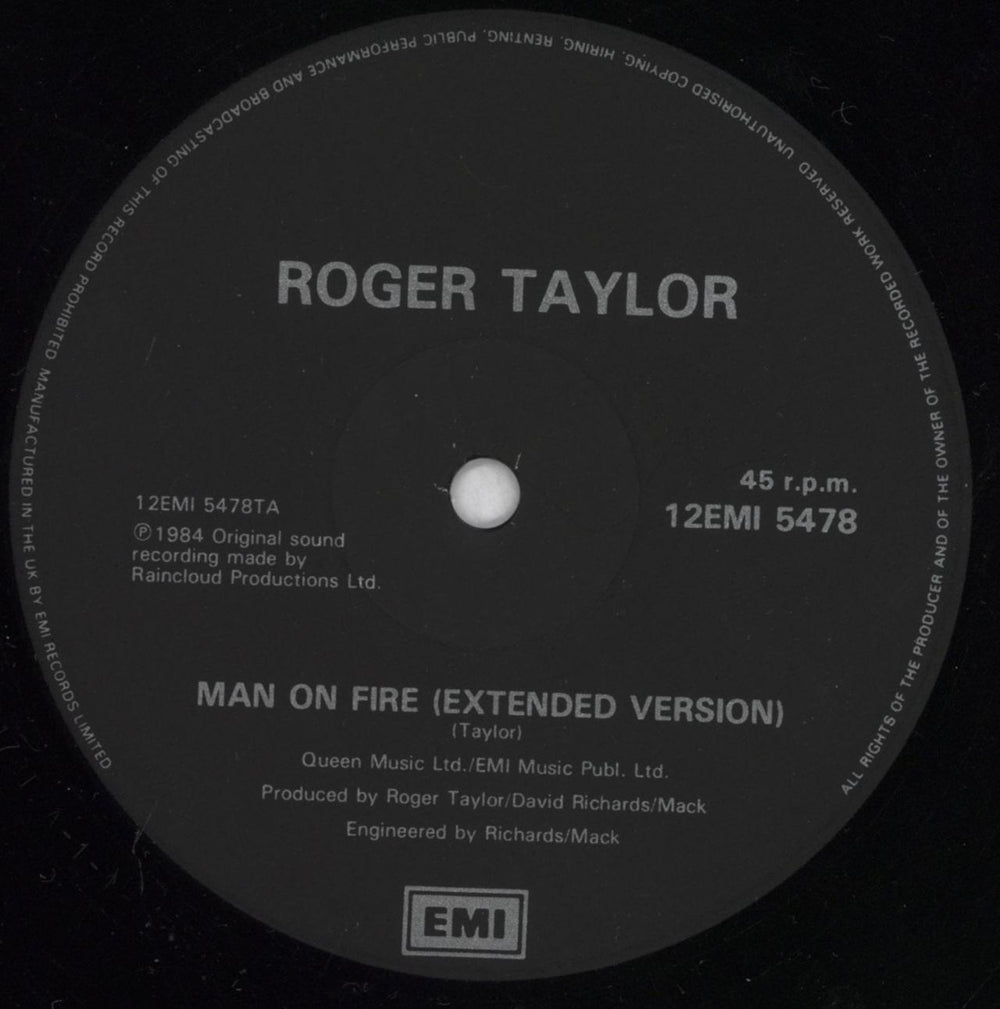 ALL RIGHTS OF THE PRODUCER AND OF THE OWNER OF THE RECORDED WORK RESERVED UNAUTHORISED COPYING, HIRING, RENTING, PUBLIC PERFORMANCE AND BROADCASTING OF THIS RECORD PROHIBITED MANUFACTURED IN THE UK BY EMI RECORDS LIMITED
ROGER TAYLOR
45 r.p.m.
12EMI 5478
12EMI 5478TA
℗1984 Original sound
recording made by
Raincloud Productions Ltd.
MAN ON FIRE (EXTENDED VERSION)
(Taylor)
Queen Music Ltd./EMI Music Publ. Ltd.
Produced by Roger Taylor/David Richards/Mack
Engineered by Richards/Mack
EMI